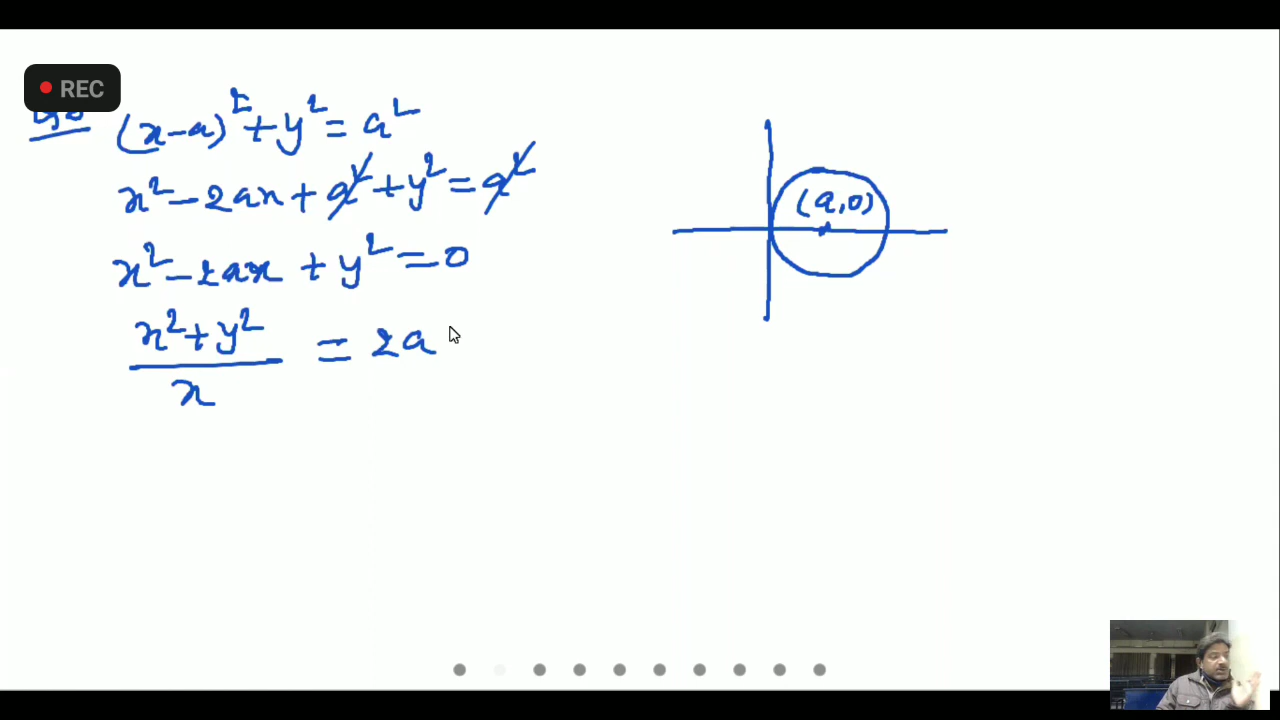 REC
(x-a)² + y² = a²
x² - 2ax + a² + y² = a²
x² - 2ax + y² = 0
x² + y²
x
= 2a
(a,0)